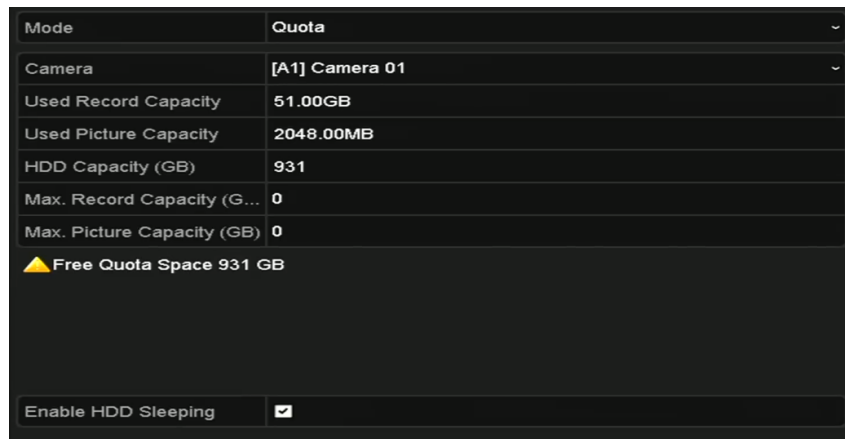 Mode Quota
Camera [A1] Camera 01
Used Record Capacity 51.00GB
Used Picture Capacity 2048.00MB
HDD Capacity (GB) 931
Max. Record Capacity (G... 0
Max. Picture Capacity (GB) 0
Free Quota Space 931 GB
Enable HDD Sleeping